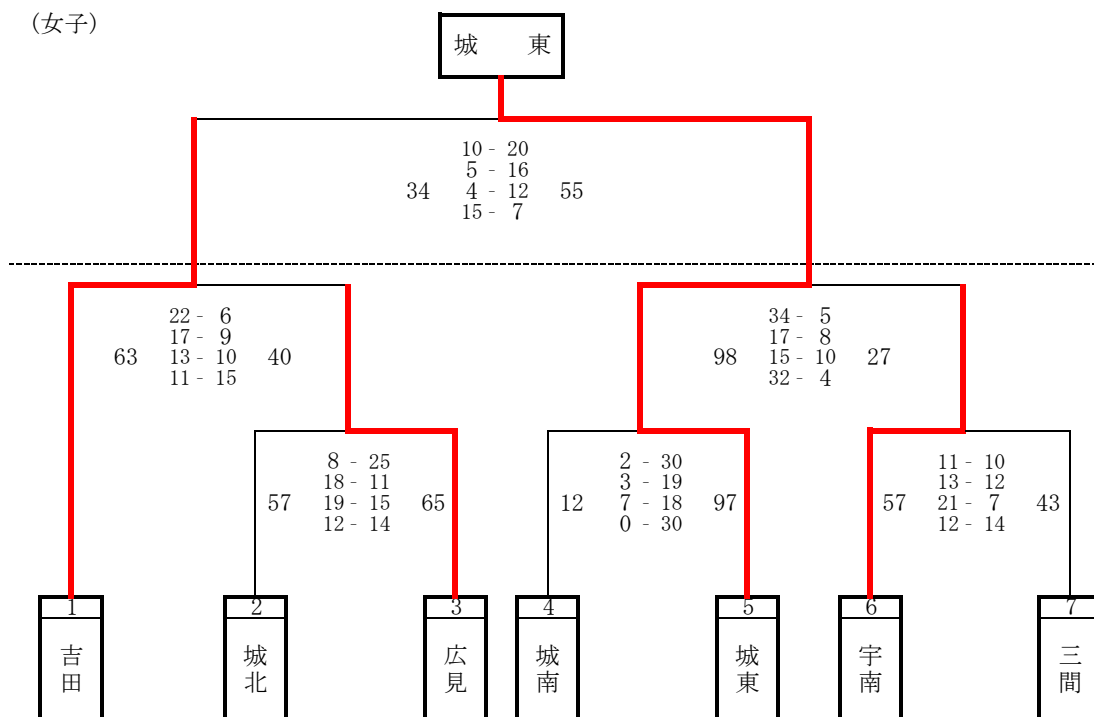 (女子)
城 東
10 - 20
5 - 16
34 4 - 12 55
15 - 7
22 - 6
17 - 9
63 13 - 10 40
11 - 15
34 - 5
17 - 8
98 15 - 10 27
32 - 4
8 - 25
18 - 11
57 19 - 15 65
12 - 14
2 - 30
3 - 19
12 7 - 18 97
0 - 30
11 - 10
13 - 12
57 21 - 7 43
12 - 14
1 2 3 4 5 6 7
吉田 城北 広見 城南 城東 宇南 三間